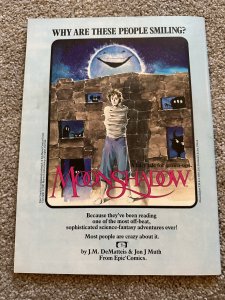 WHY ARE THESE PEOPLE SMILING?
MOONSHADOW
Because they've been reading
one of the most off-beat,
sophisticated science-fantasy adventures ever!
Most people are crazy about it.
by J.M. DeMatteis & Jon J Muth
From Epic Comics.